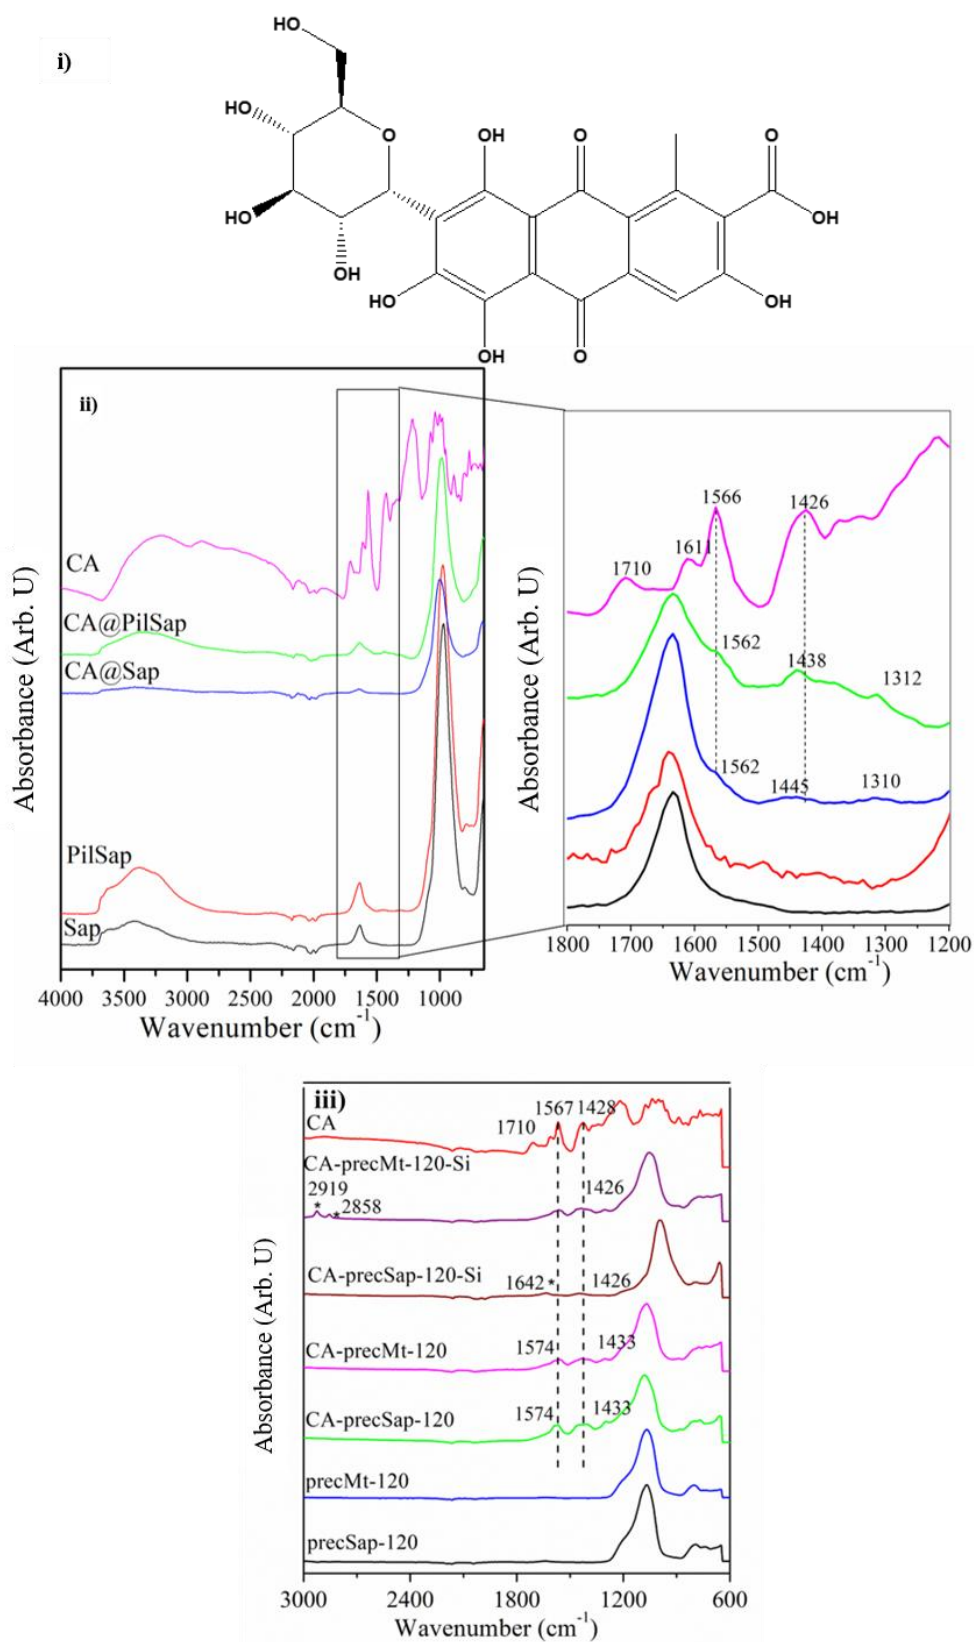 i)
HO
HO
O
OH
O
O
HO
OH
OH
HO
OH
OH
O
ii)
CA
CA@PilSap
CA@Sap
PilSap
Sap
Absorbance (Arb. U)
4000 3500 3000 2500 2000 1500 1000
Wavenumber (cm-1)
1566
1426
1611
1710
1562
1438
1312
1562
1445
1310
Absorbance (Arb. U)
1800 1700 1600 1500 1400 1300 1200
Wavenumber (cm-1)
iii)
CA
1567 1428
1710
CA-precMt-120-Si
2919
* 2858
*
1426
CA-precSap-120-Si
1642 * 1426
CA-precMt-120
1574 1433
CA-precSap-120
1574 1433
precMt-120
precSap-120
Absorbance (Arb. U)
3000 2400 1800 1200 600
Wavenumber (cm-1)